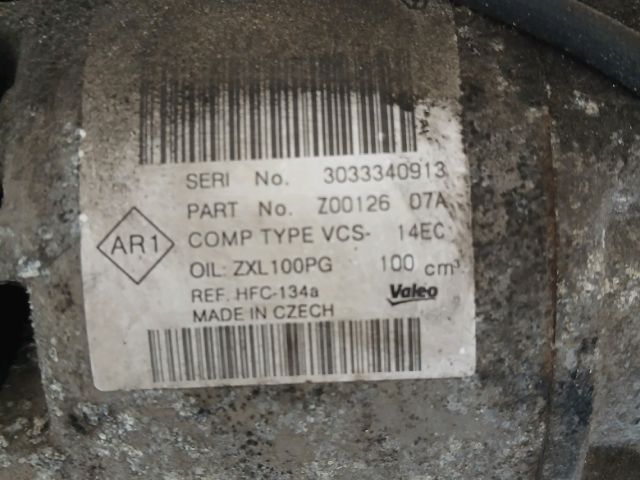 SERI No. 3033340913
PART No. Z00126 07A
AR1
COMP TYPE VCS- 14EC
OIL: ZXL100PG 100 cm³
REF. HFC-134a
Valeo
MADE IN CZECH